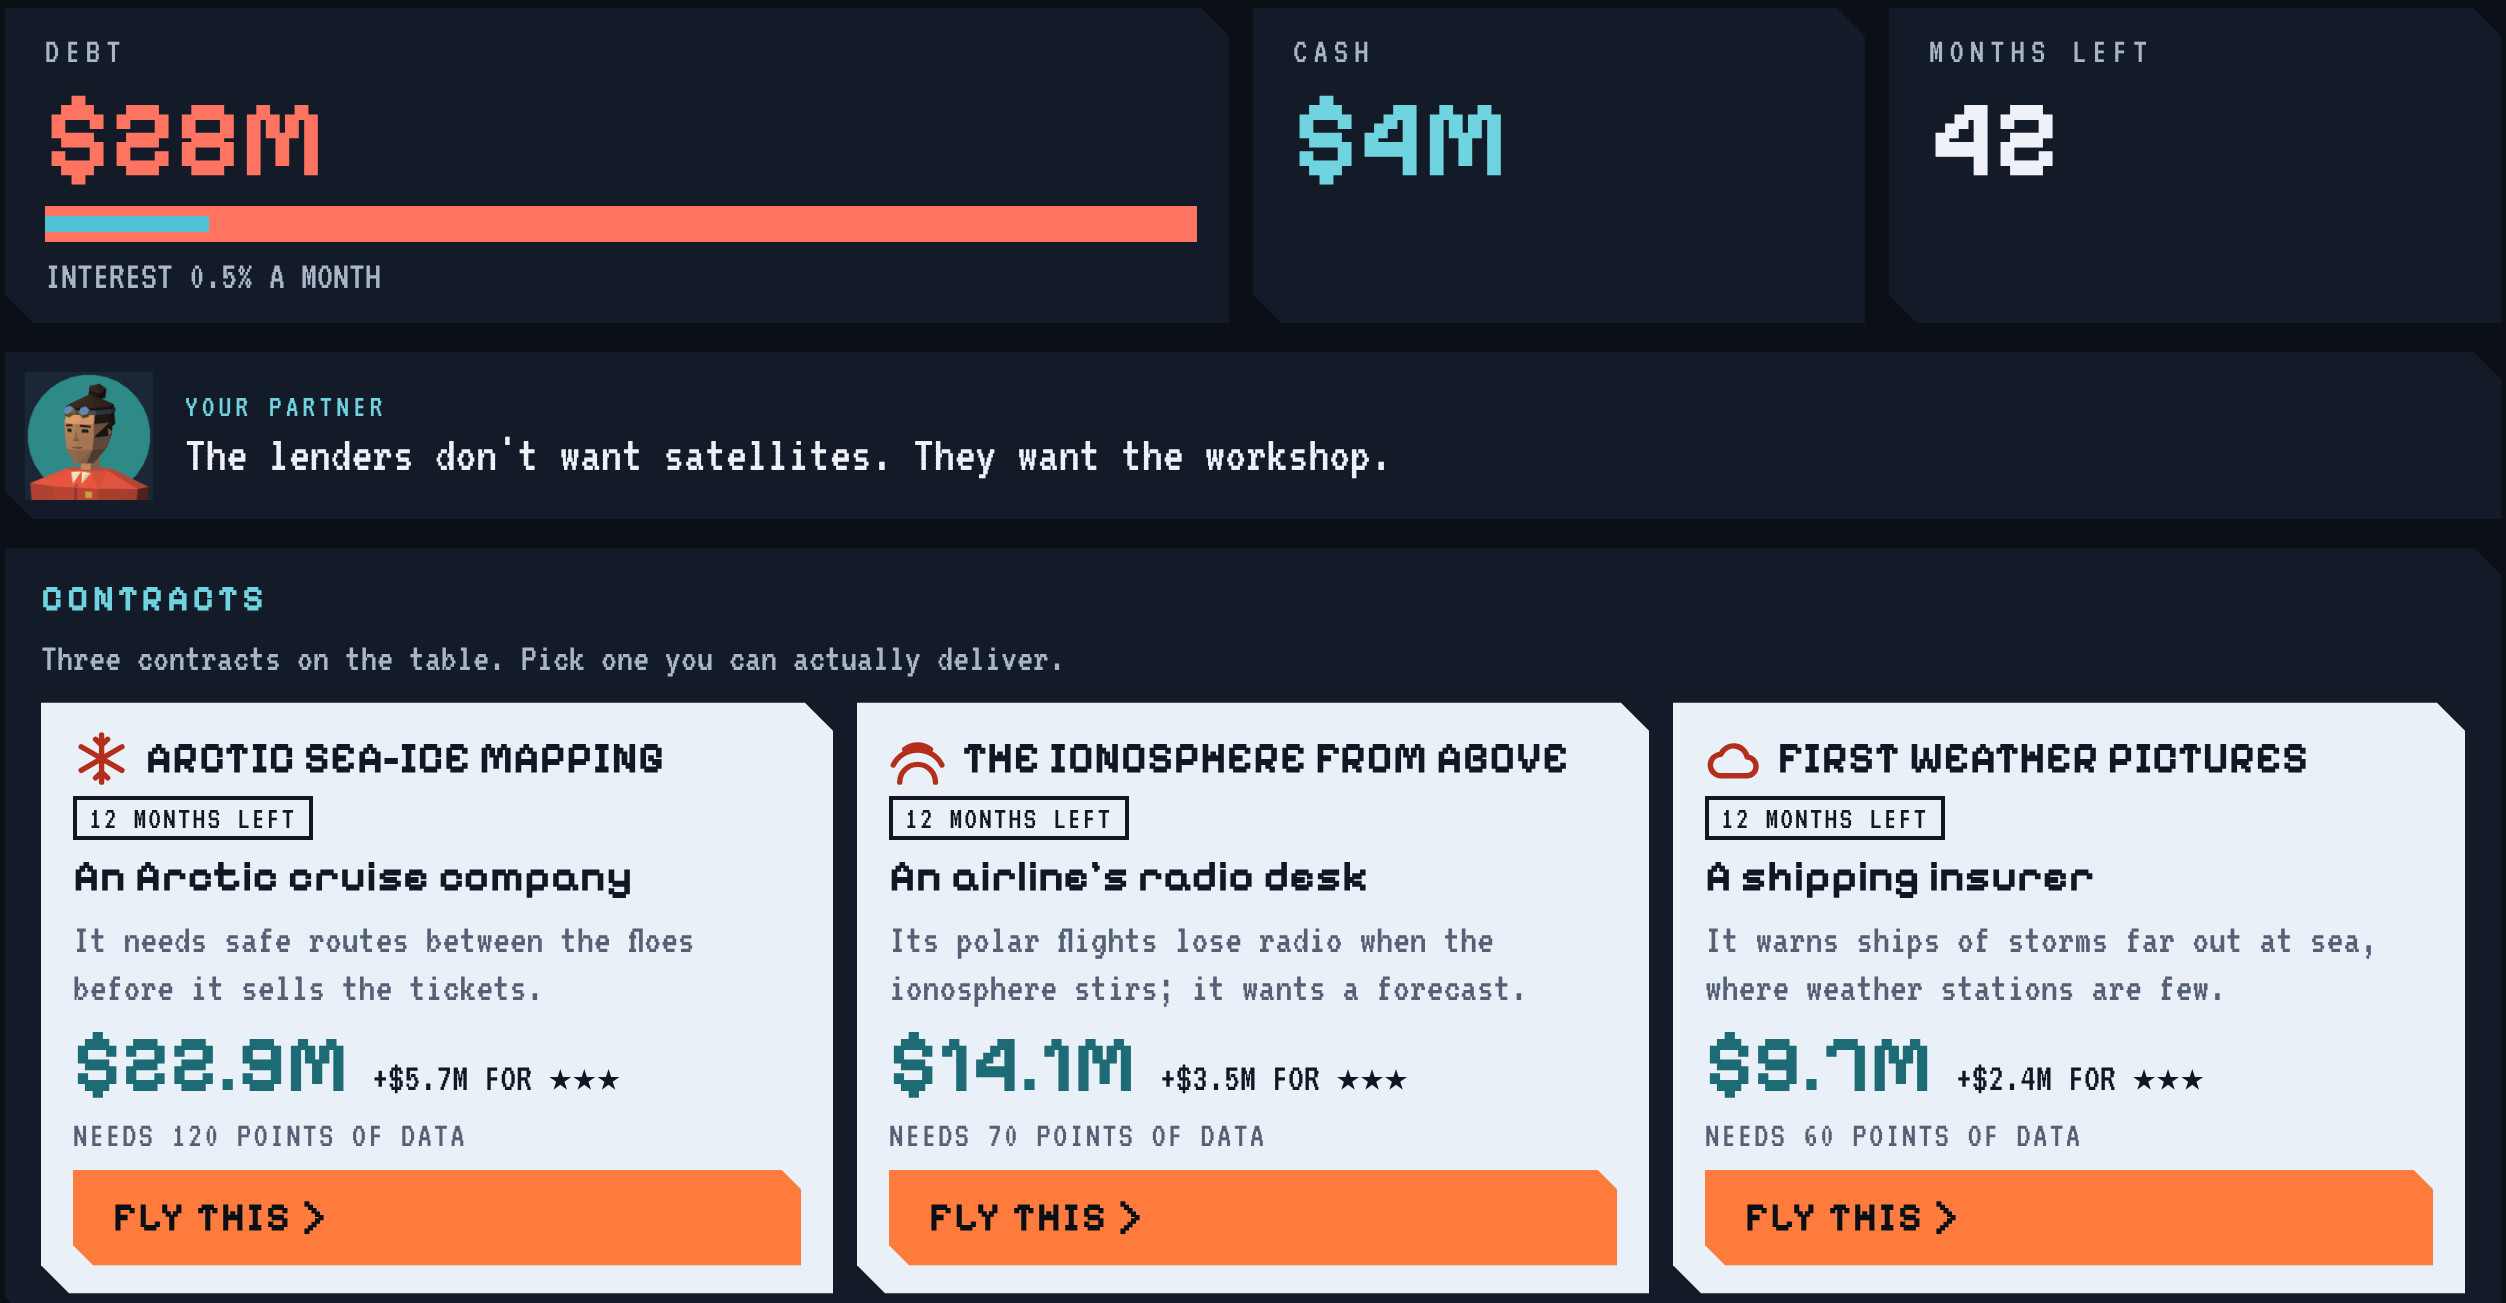 DEBT
$28M
INTEREST 0.5% A MONTH
CASH
$4M
MONTHS LEFT
42
YOUR PARTNER
The lenders don't want satellites. They want the workshop.
CONTRACTS
Three contracts on the table. Pick one you can actually deliver.
ARCTIC SEA-ICE MAPPING
12 MONTHS LEFT
An Arctic cruise company
It needs safe routes between the floes
before it sells the tickets.
$22.9M +$5.7M FOR ★★★
NEEDS 120 POINTS OF DATA
FLY THIS >
THE IONOSPHERE FROM ABOVE
12 MONTHS LEFT
An airline's radio desk
Its polar flights lose radio when the
ionosphere stirs; it wants a forecast.
$14.1M +$3.5M FOR ★★★
NEEDS 70 POINTS OF DATA
FLY THIS >
FIRST WEATHER PICTURES
12 MONTHS LEFT
A shipping insurer
It warns ships of storms far out at sea,
where weather stations are few.
$9.7M +$2.4M FOR ★★★
NEEDS 60 POINTS OF DATA
FLY THIS >